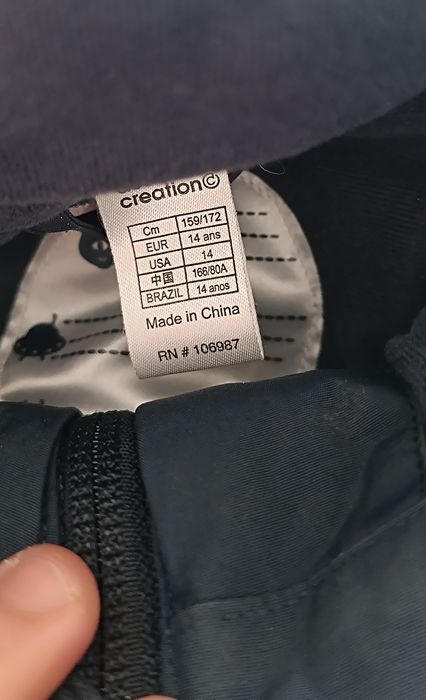 creation©
Cm 159/172
EUR 14 ans
USA 14
中国 166/80A
BRAZIL 14 anos
Made in China
RN # 106987